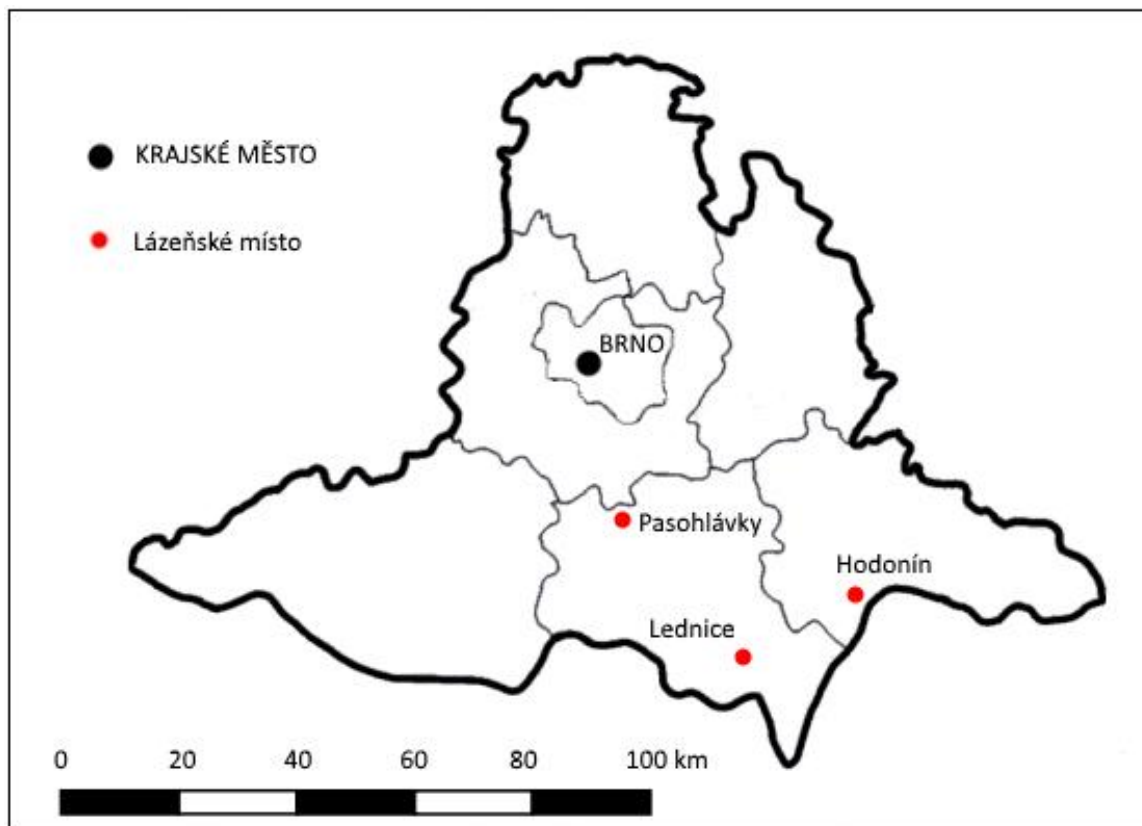 KRAJSKÉ MĚSTO
Lázeňské místo
BRNO
Pasohlávky
Hodonín
Lednice
0 20 40 60 80 100 km